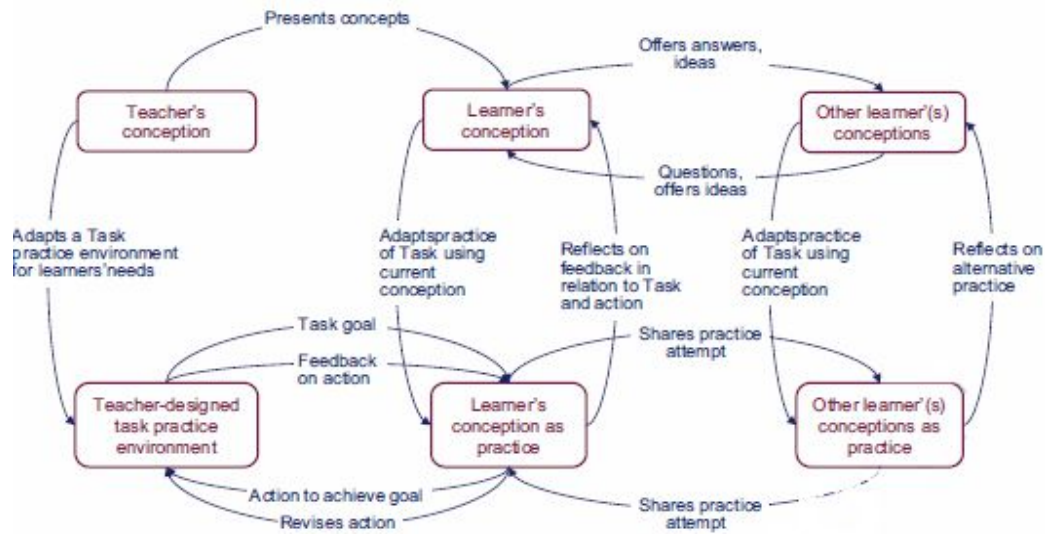 Presents concepts
Offers answers,
ideas
Teacher's
conception
Learner's
conception
Other learner'(s)
conceptions
Questions,
offers ideas
Adapts a Task
practice environment
for learners'needs
Adaptspractice
of Task using
current
conception
Reflects on
feedback in
relation to Task
and action
Adaptspractice
of Task using
current
conception
Reflects on
alternative
practice
Task goal
Feedback
on action
Shares practice
attempt
Teacher-designed
task practice
environment
Learner's
conception as
practice
Other learner'(s)
conceptions as
practice
Action to achieve goal
Revises action
Shares practice
attempt